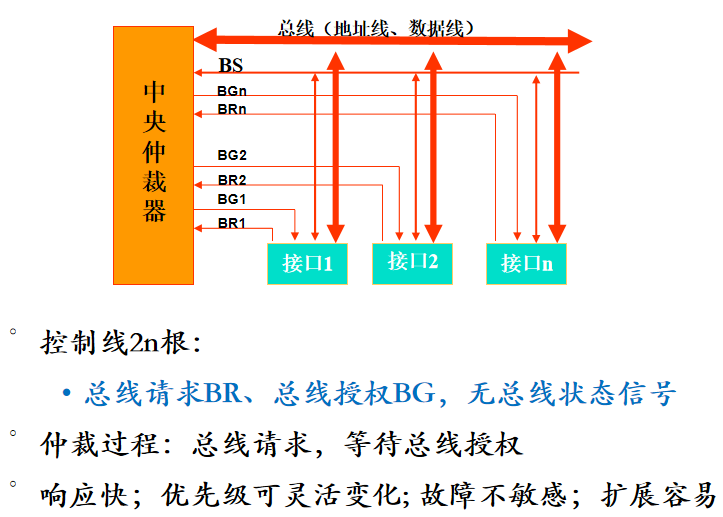 总线（地址线、数据线）
BS
BGn
BRn
BG2
BR2
BG1
BR1
中央仲裁器
接口1
接口2
接口n
控制线2n根：
• 总线请求BR、总线授权BG，无总线状态信号
仲裁过程：总线请求，等待总线授权
响应快；优先级可灵活变化；故障不敏感；扩展容易